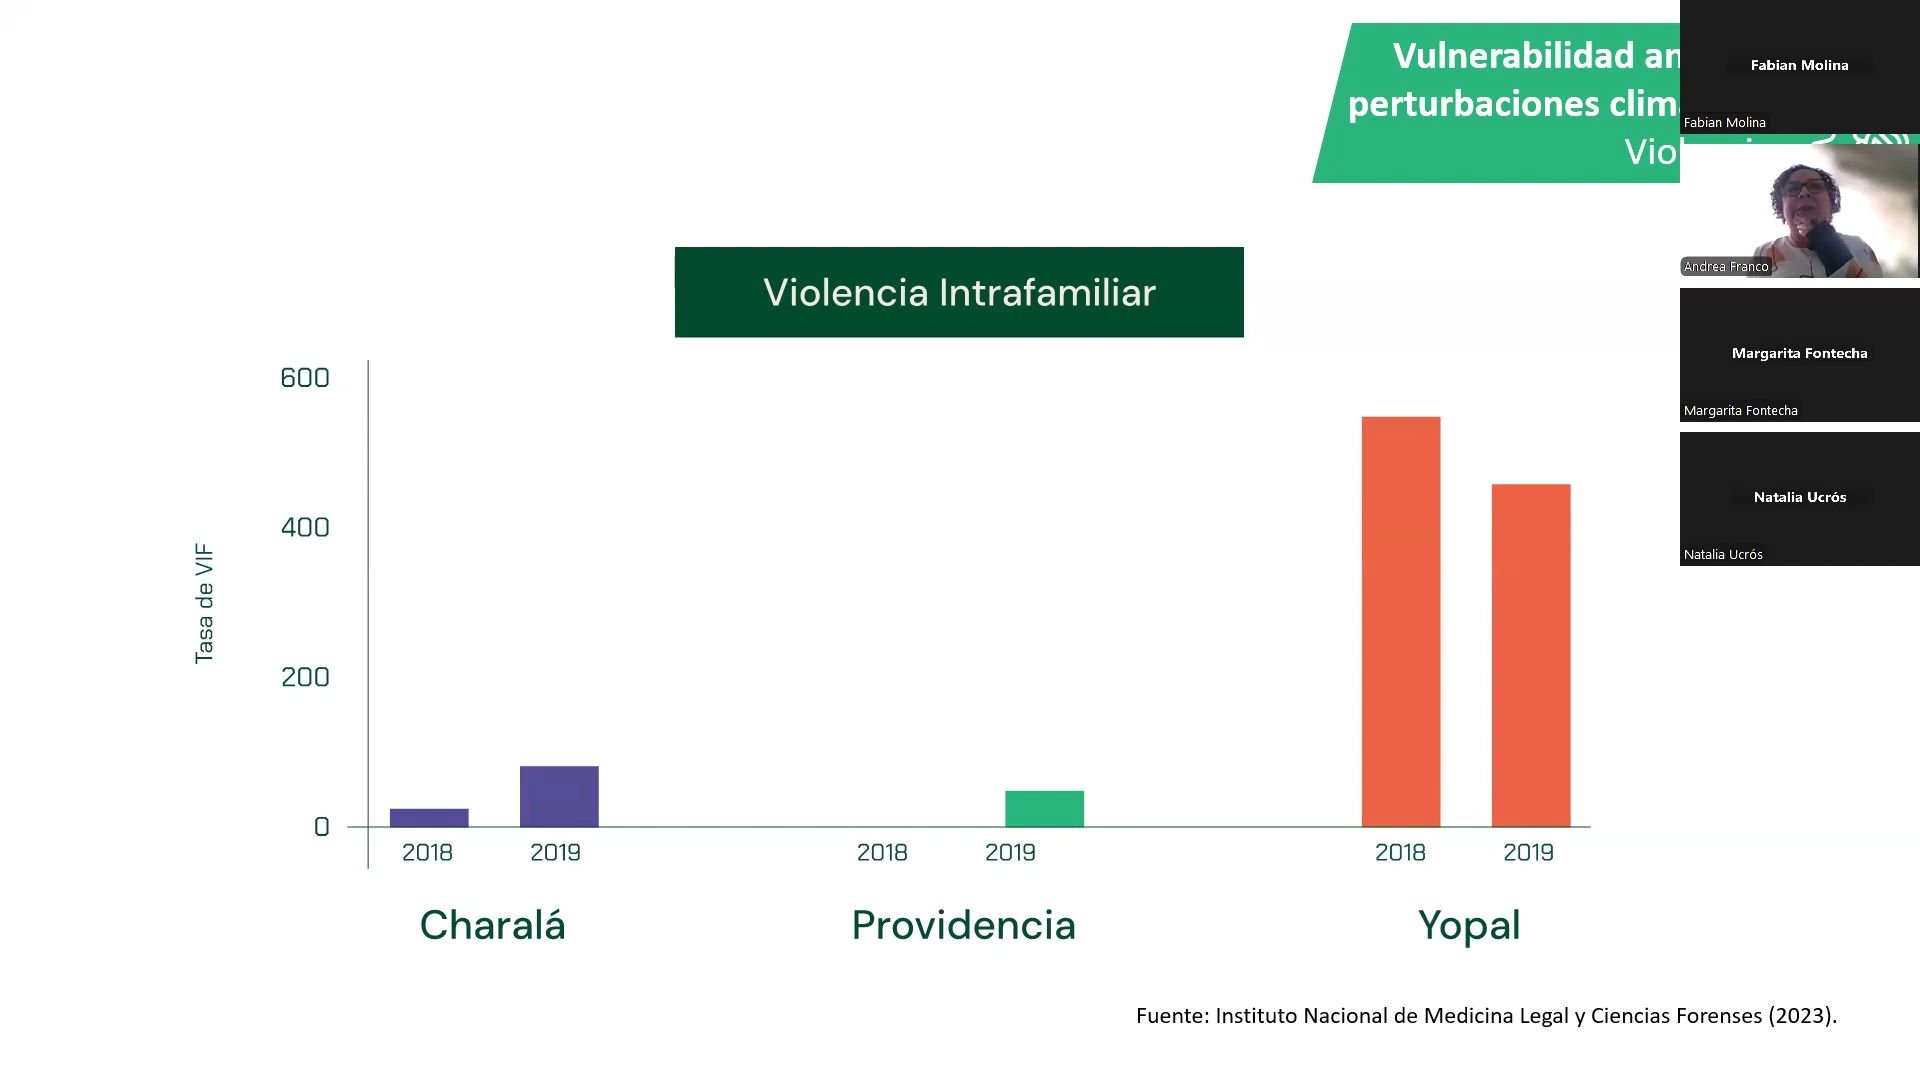 Vulnerabilidad an
perturbaciones clim
Vio
Violencia Intrafamiliar
600
400
200
0
Tasa de VIF
2018 2019 2018 2019 2018 2019
Charalá Providencia Yopal
Fuente: Instituto Nacional de Medicina Legal y Ciencias Forenses (2023).
Fabian Molina
Fabian Molina
Andrea Franco
Margarita Fontecha
Margarita Fontecha
Natalia Ucrós
Natalia Ucrós